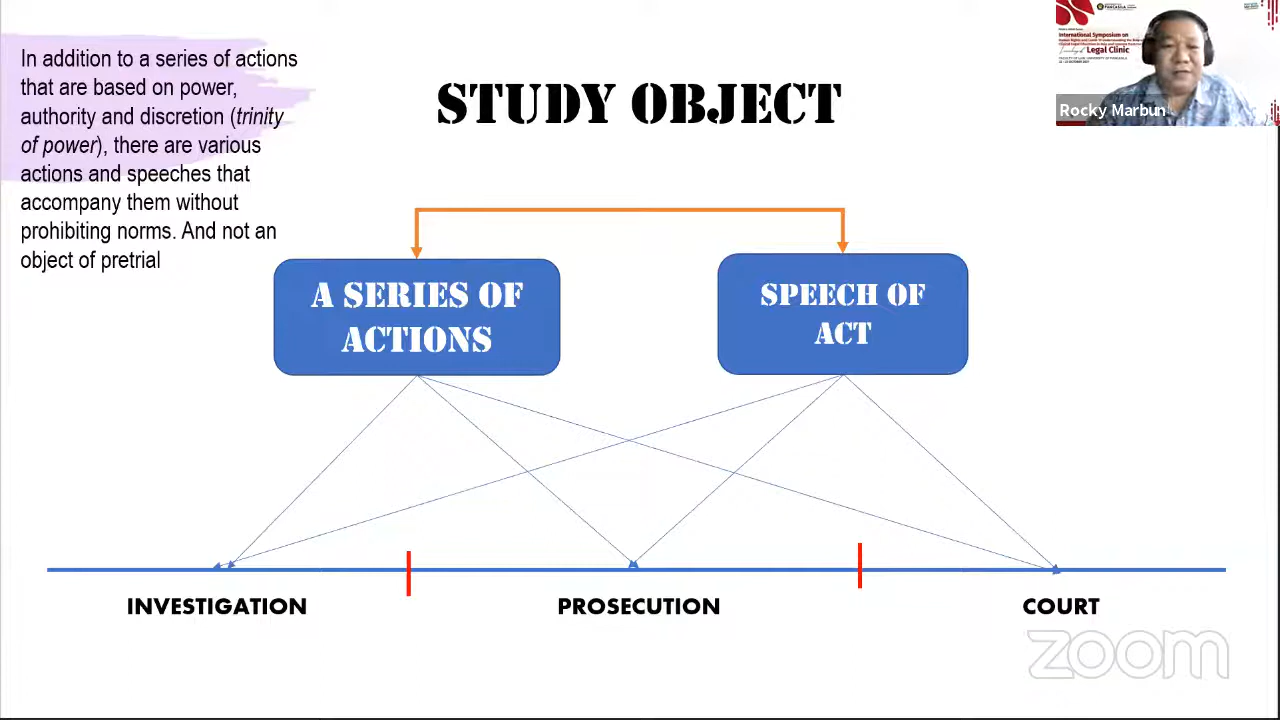 In addition to a series of actions
that are based on power,
authority and discretion (trinity
of power), there are various
actions and speeches that
accompany them without
prohibiting norms. And not an
object of pretrial
STUDY OBJECT
A SERIES OF
ACTIONS
SPEECH OF
ACT
INVESTIGATION
PROSECUTION
COURT
International Symposium on
Legal Clinic
Rocky Marbun
zoom